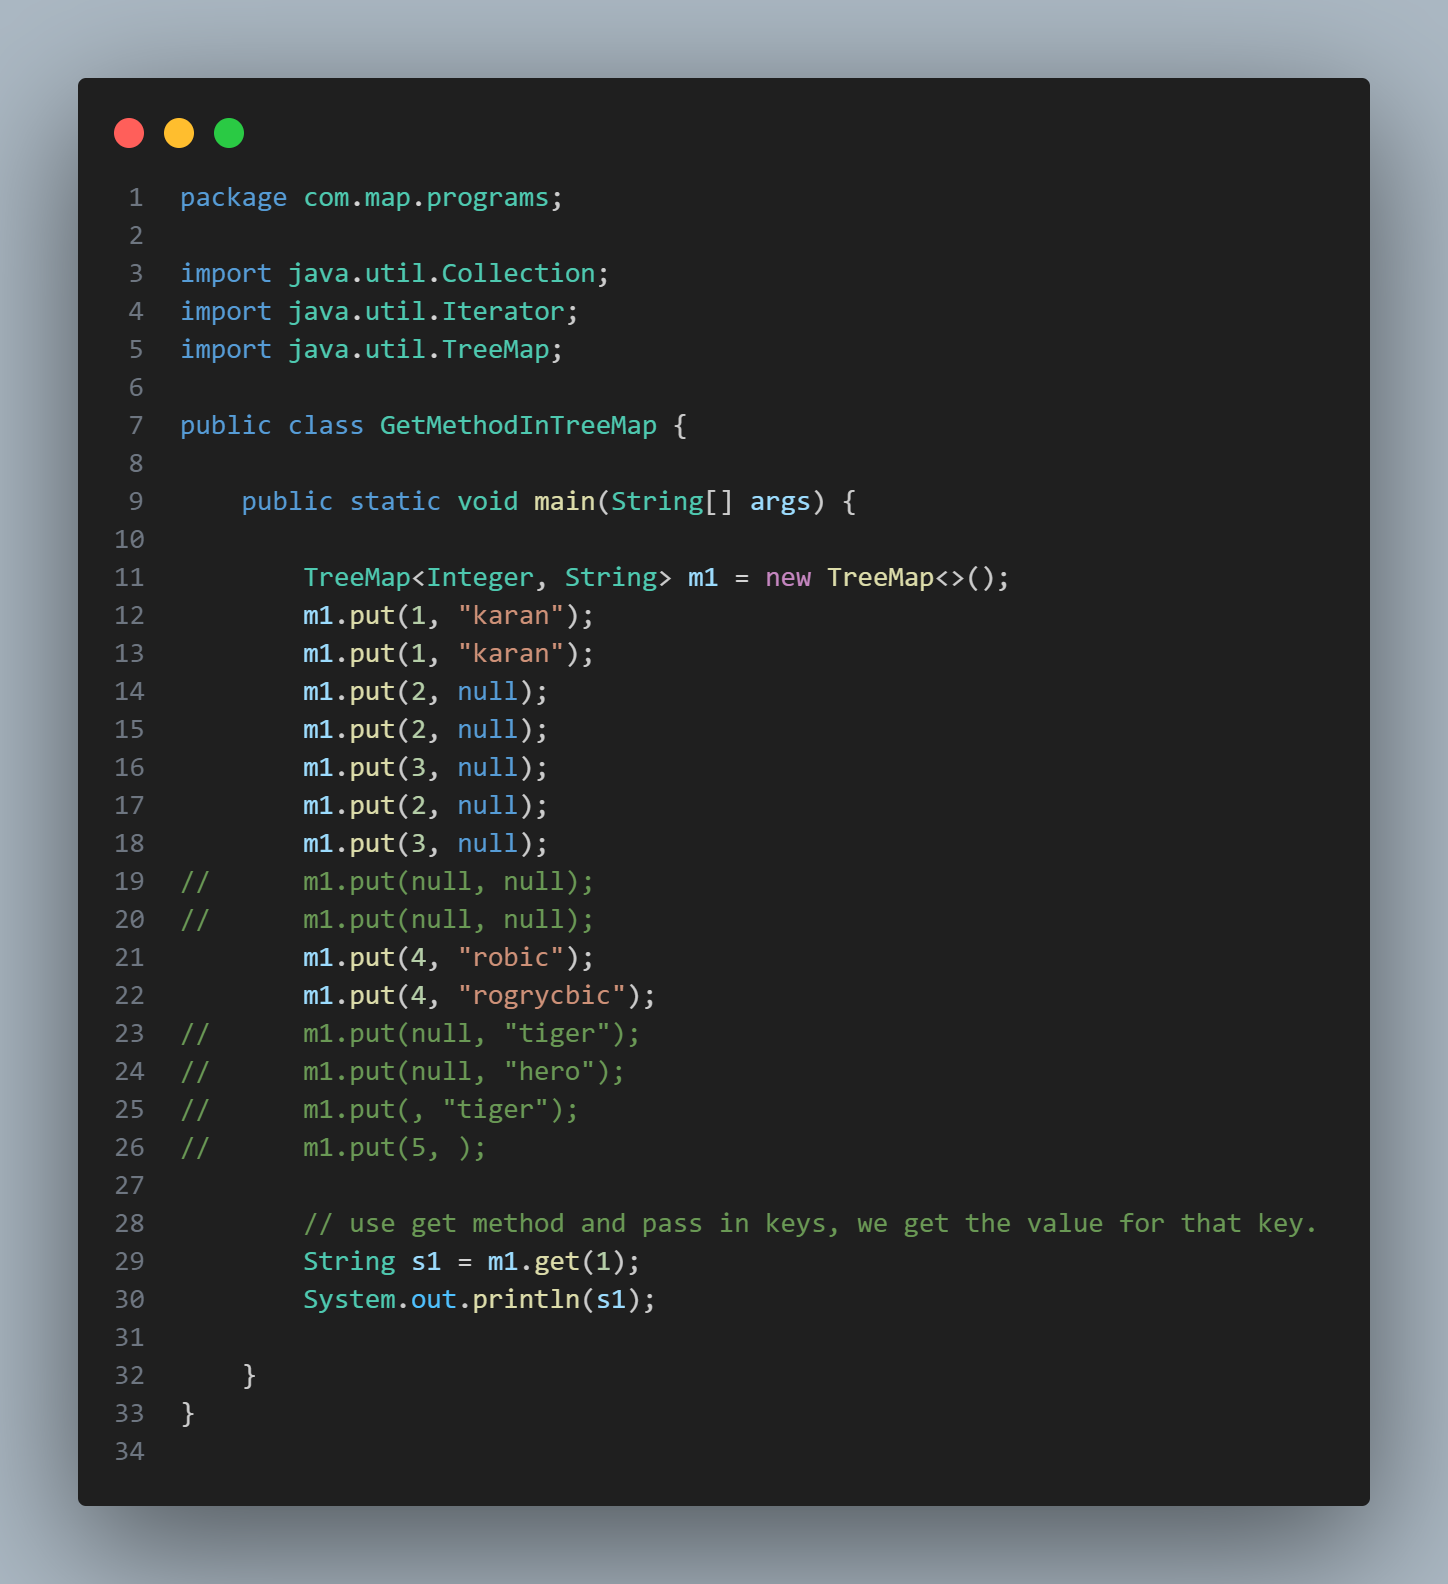 1 package com.map.programs;
2
3 import java.util.Collection;
4 import java.util.Iterator;
5 import java.util.TreeMap;
6
7 public class GetMethodInTreeMap {
8
9     public static void main(String[] args) {
10
11         TreeMap<Integer, String> m1 = new TreeMap<>();
12         m1.put(1, "karan");
13         m1.put(1, "karan");
14         m1.put(2, null);
15         m1.put(2, null);
16         m1.put(3, null);
17         m1.put(2, null);
18         m1.put(3, null);
19 //      m1.put(null, null);
20 //      m1.put(null, null);
21         m1.put(4, "robic");
22         m1.put(4, "rogrycbic");
23 //      m1.put(null, "tiger");
24 //      m1.put(null, "hero");
25 //      m1.put(, "tiger");
26 //      m1.put(5, );
27
28         // use get method and pass in keys, we get the value for that key.
29         String s1 = m1.get(1);
30         System.out.println(s1);
31
32     }
33 }
34